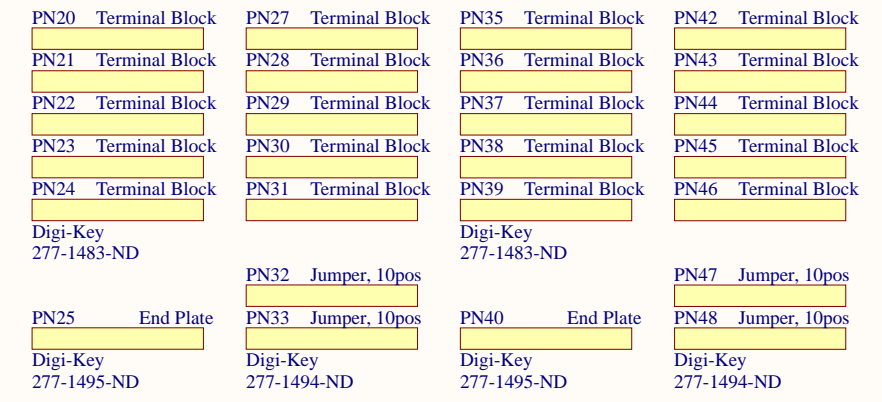 PN20 Terminal Block PN27 Terminal Block PN35 Terminal Block PN42 Terminal Block
PN21 Terminal Block PN28 Terminal Block PN36 Terminal Block PN43 Terminal Block
PN22 Terminal Block PN29 Terminal Block PN37 Terminal Block PN44 Terminal Block
PN23 Terminal Block PN30 Terminal Block PN38 Terminal Block PN45 Terminal Block
PN24 Terminal Block PN31 Terminal Block PN39 Terminal Block PN46 Terminal Block
Digi-Key Digi-Key
277-1483-ND 277-1483-ND
PN32 Jumper, 10pos PN47 Jumper, 10pos
PN25 End Plate PN33 Jumper, 10pos PN40 End Plate PN48 Jumper, 10pos
Digi-Key Digi-Key Digi-Key Digi-Key
277-1495-ND 277-1494-ND 277-1495-ND 277-1494-ND